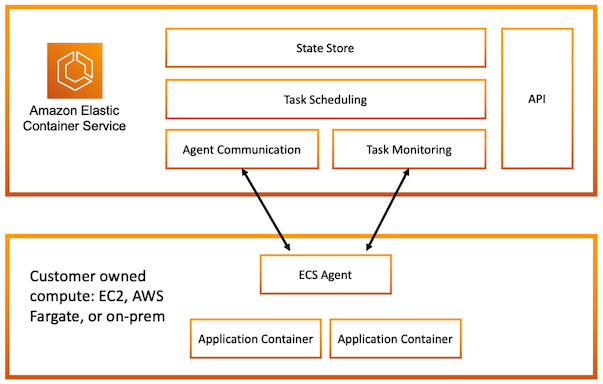 State Store
Amazon Elastic
Container Service
Task Scheduling
API
Agent Communication
Task Monitoring
Customer owned
compute: EC2, AWS
Fargate, or on-prem
ECS Agent
Application Container
Application Container